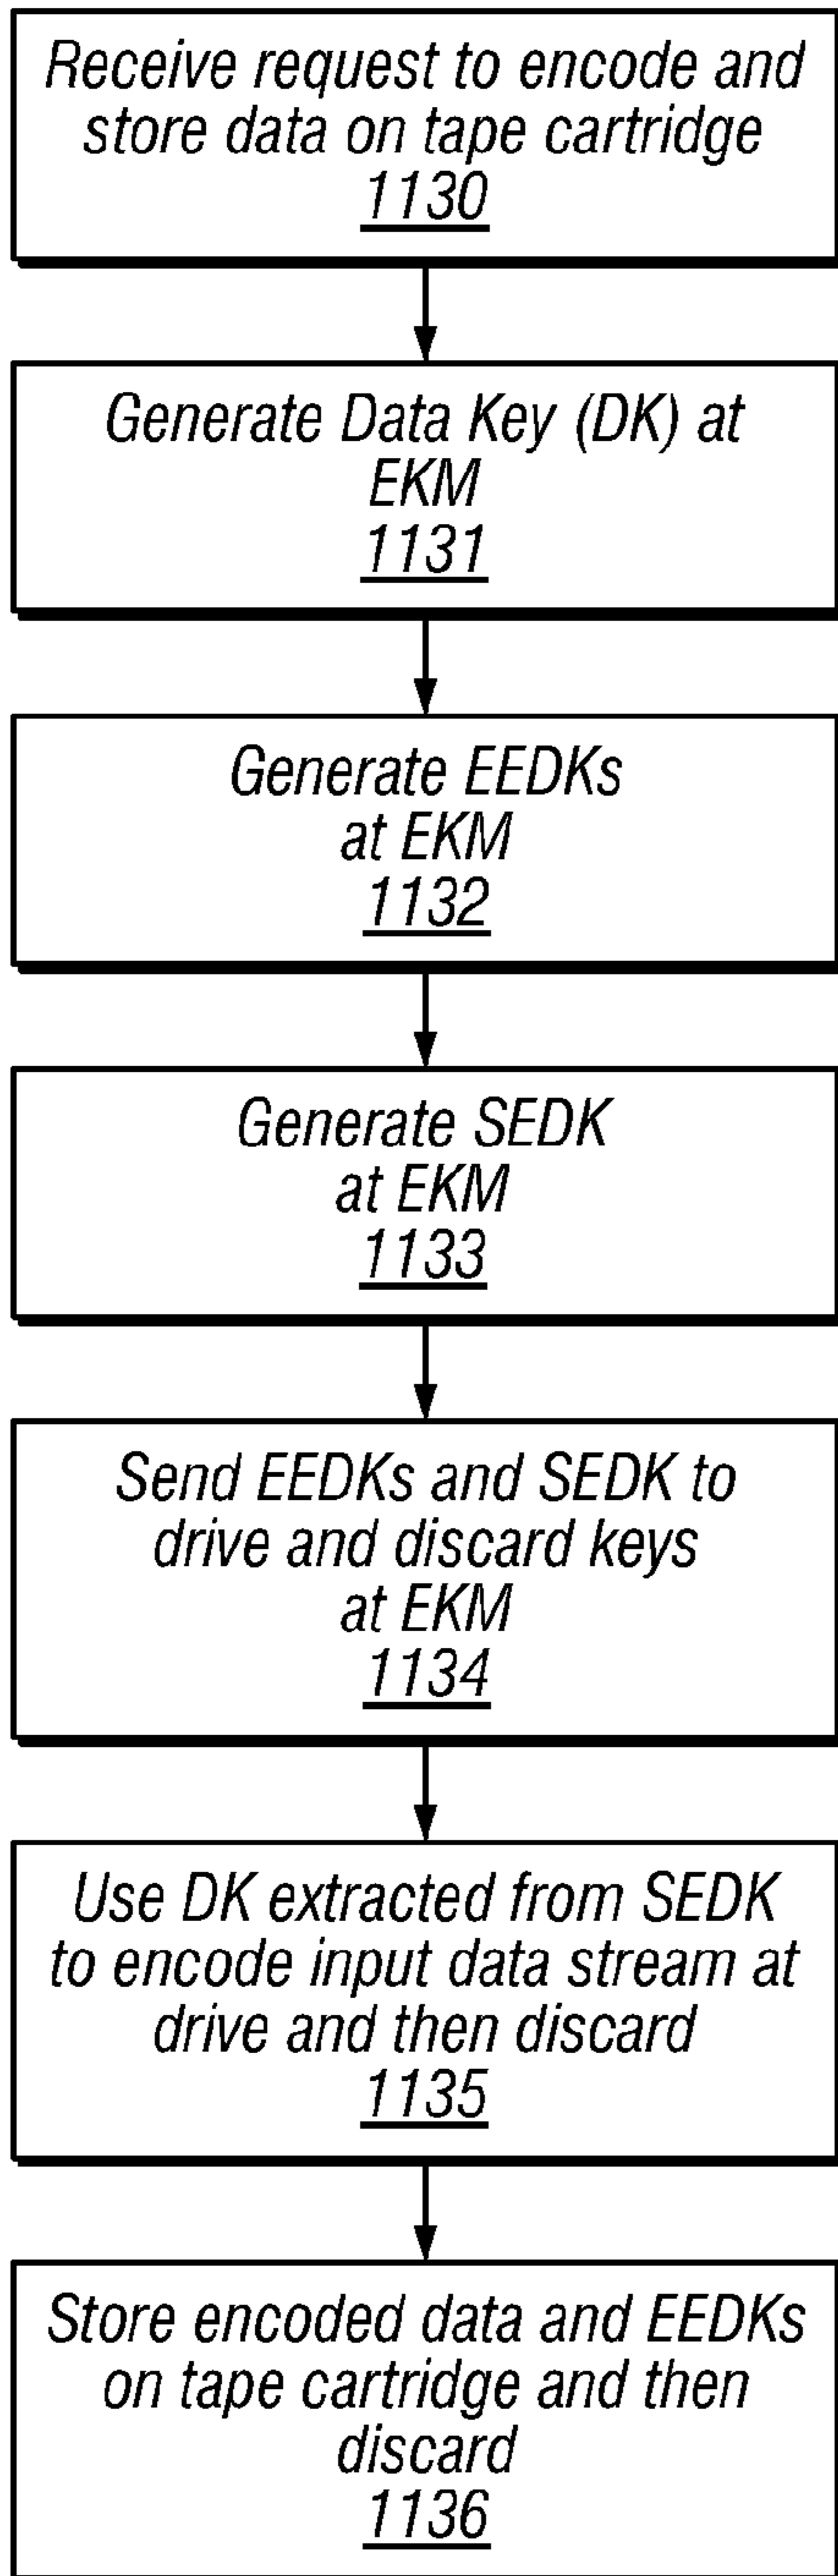 Receive request to encode and
store data on tape cartridge
1130
Generate Data Key (DK) at
EKM
1131
Generate EEDKs
at EKM
1132
Generate SEDK
at EKM
1133
Send EEDKs and SEDK to
drive and discard keys
at EKM
1134
Use DK extracted from SEDK
to encode input data stream at
drive and then discard
1135
Store encoded data and EEDKs
on tape cartridge and then
discard
1136